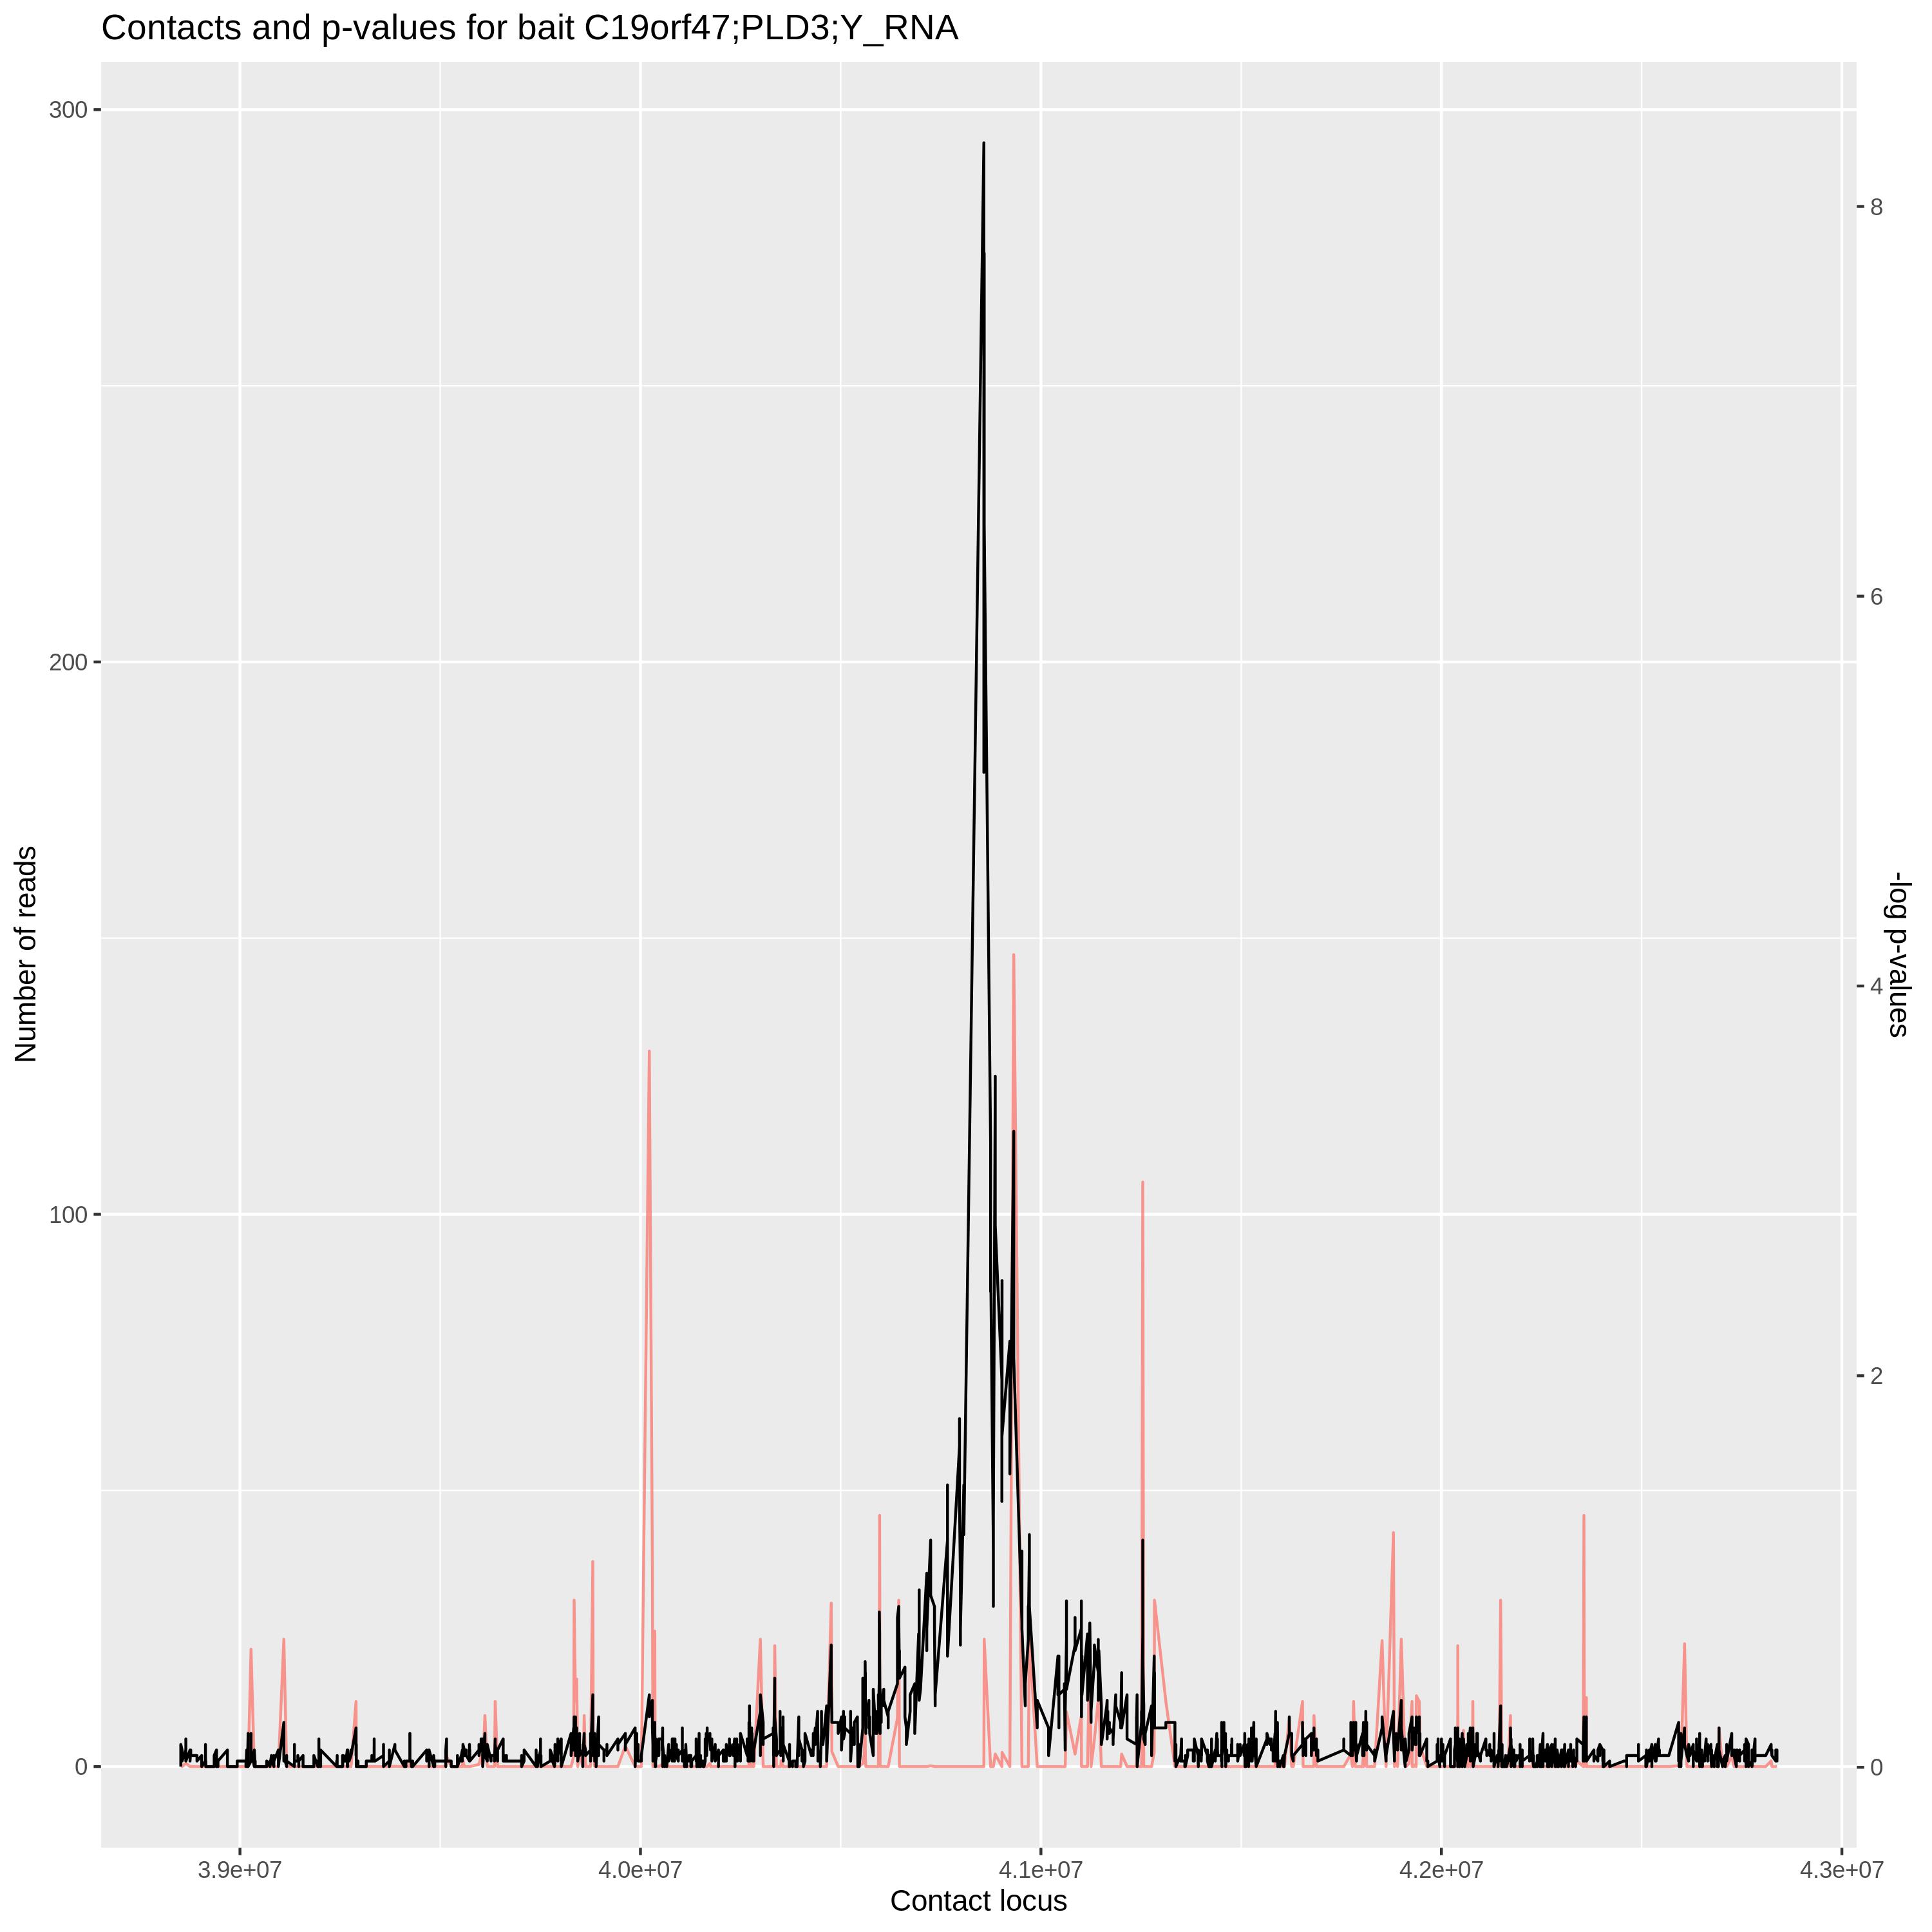 Contacts and p-values for bait C19orf47;PLD3;Y_RNA
300
200
100
0
Number of reads
8
6
4
2
0
-log p-values
3.9e+07
4.0e+07
4.1e+07
4.2e+07
4.3e+07
Contact locus